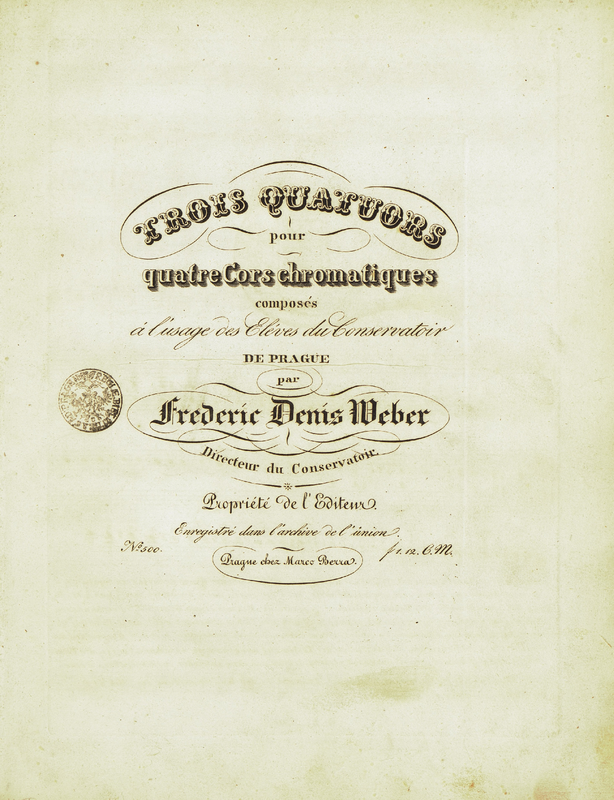 TROIS QUATUORS
pour
quatre Cors chromatiques
composés
á l'usage des Elêves du Conservatoir
DE PRAGUE
par
Frederic Denis Weber
Directeur du Conservatoir.
Propriété de l'Editeur.
Enregistré dans l'archive de l'union.
No. 500.
f 1. 12. C.M.
Prague chez Marco Berra.